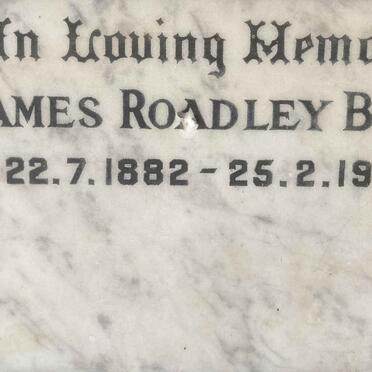 In Loving Memo
AMES ROADLEY B
22.7.1882 - 25.2.19